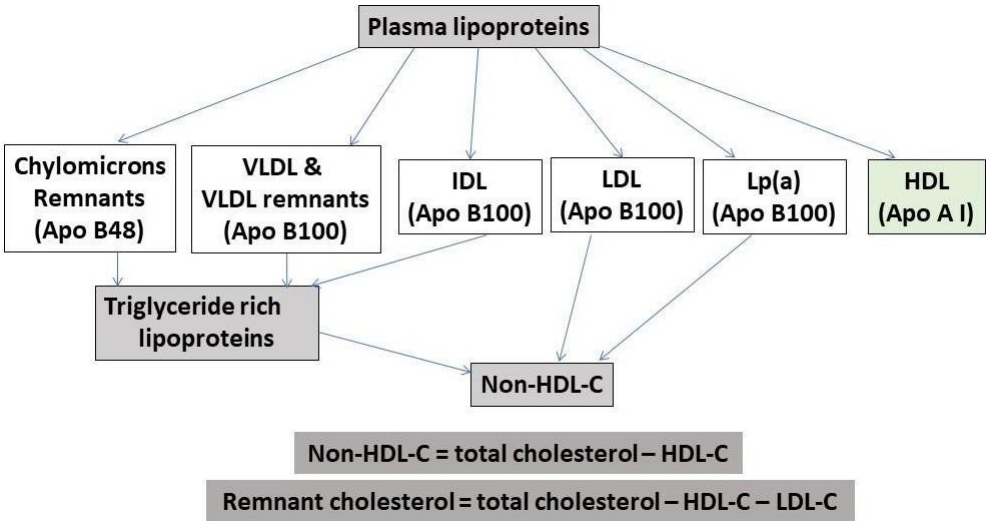 Plasma lipoproteins
Chylomicrons
Remnants
(Apo B48)
VLDL &
VLDL remnants
(Apo B100)
IDL
(Apo B100)
LDL
(Apo B100)
Lp(a)
(Apo B100)
HDL
(Apo A I)
Triglyceride rich
lipoproteins
Non-HDL-C
Non-HDL-C = total cholesterol – HDL-C
Remnant cholesterol = total cholesterol – HDL-C – LDL-C